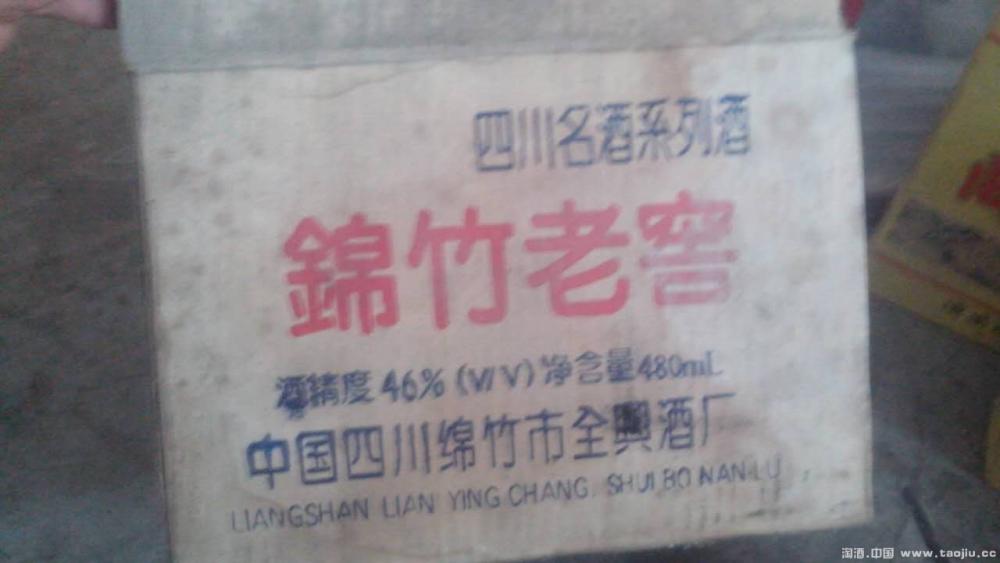 四川名酒系列酒
錦竹老窖
酒精度 46% (V/V) 净含量480mL
中国四川绵竹市全興酒厂
LIANGSHAN LIAN YING CHANG. SHUI BO NAN LU
淘酒.中国 www.taojiu.cc